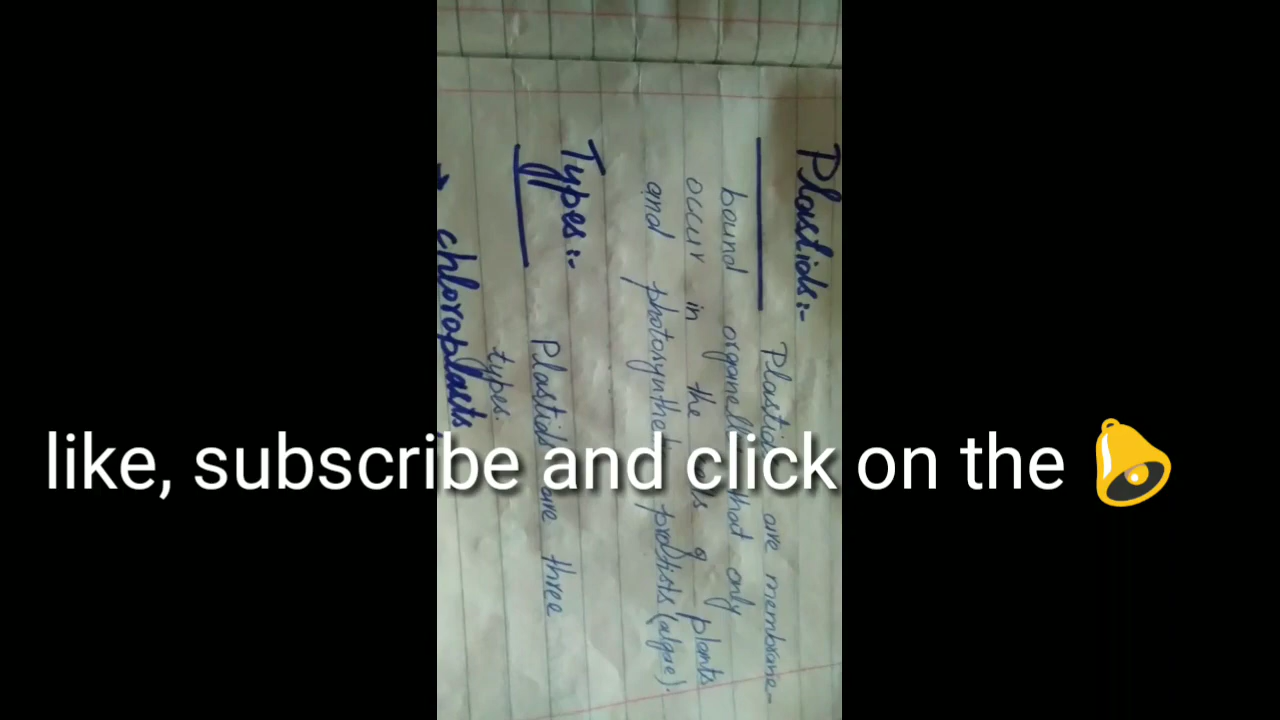 Plastids:-
Plastids are membrane-
bound organelles that only
occur in the cells of plants
and photosynthetic protists (algae).
Types:-
Plastids are three
types.
→ chloroplasts
like, subscribe and click on the 🔔